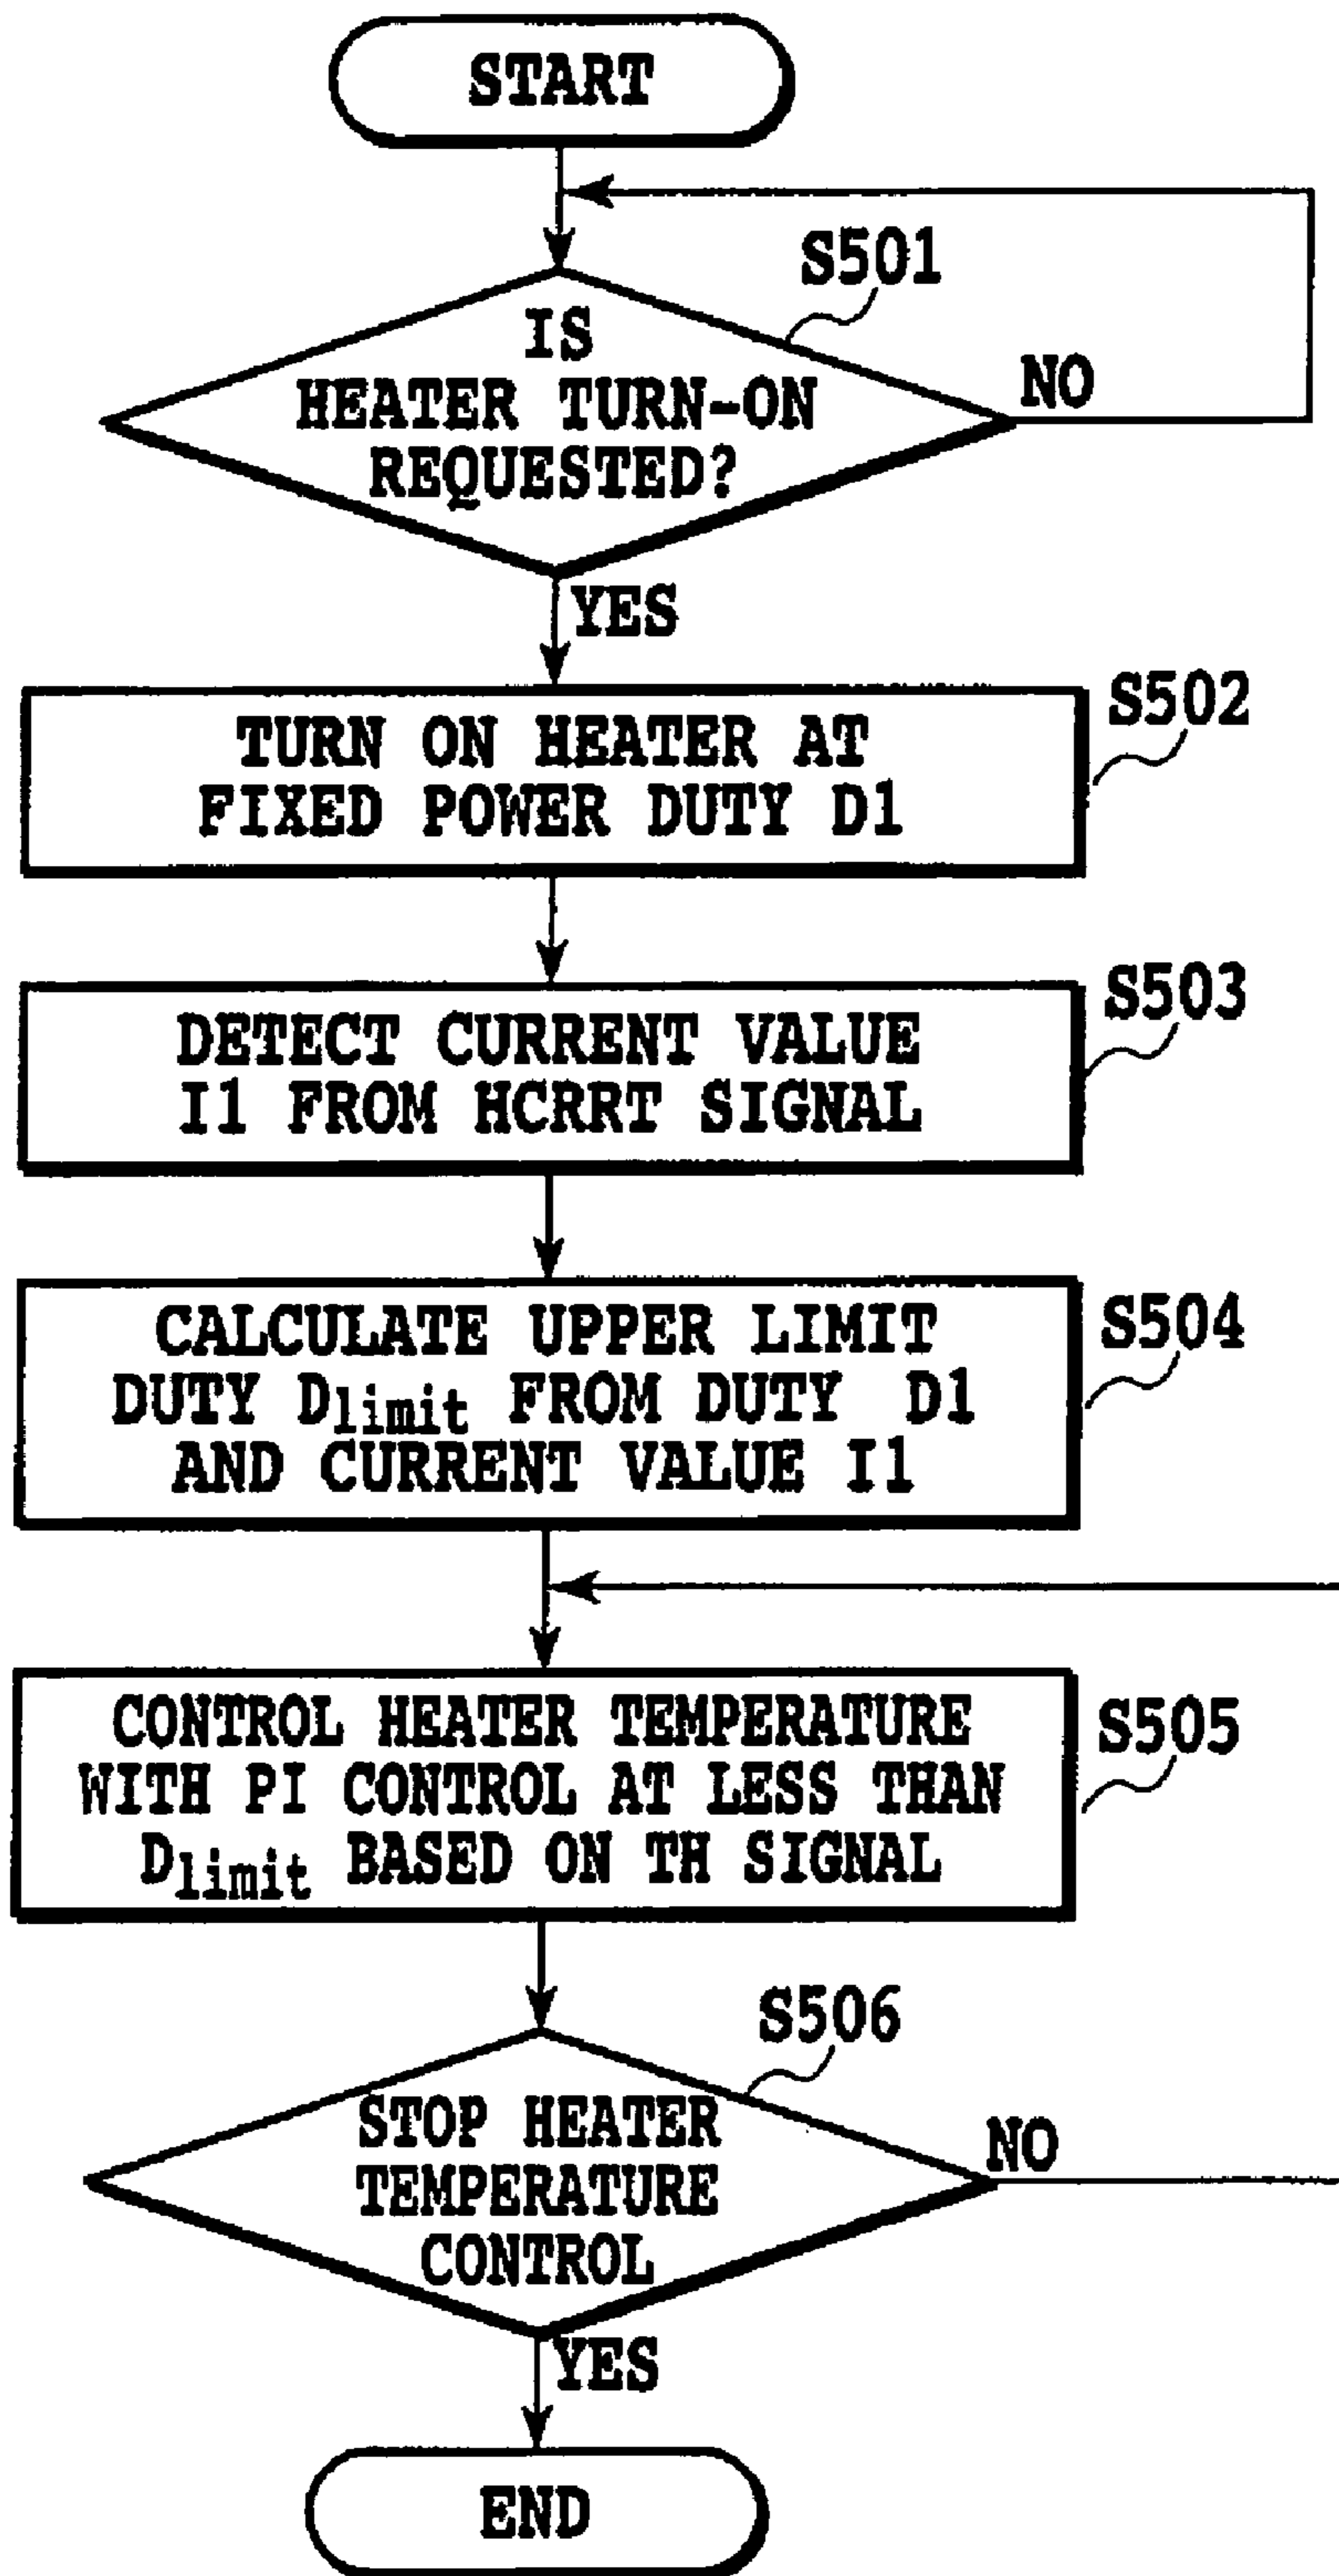 START
S501
IS
HEATER TURN-ON
REQUESTED?
NO
YES
S502
TURN ON HEATER AT
FIXED POWER DUTY D1
S503
DETECT CURRENT VALUE
I1 FROM HCRRT SIGNAL
S504
CALCULATE UPPER LIMIT
DUTY Dlimit FROM DUTY D1
AND CURRENT VALUE I1
S505
CONTROL HEATER TEMPERATURE
WITH PI CONTROL AT LESS THAN
Dlimit BASED ON TH SIGNAL
S506
STOP HEATER
TEMPERATURE
CONTROL
NO
YES
END